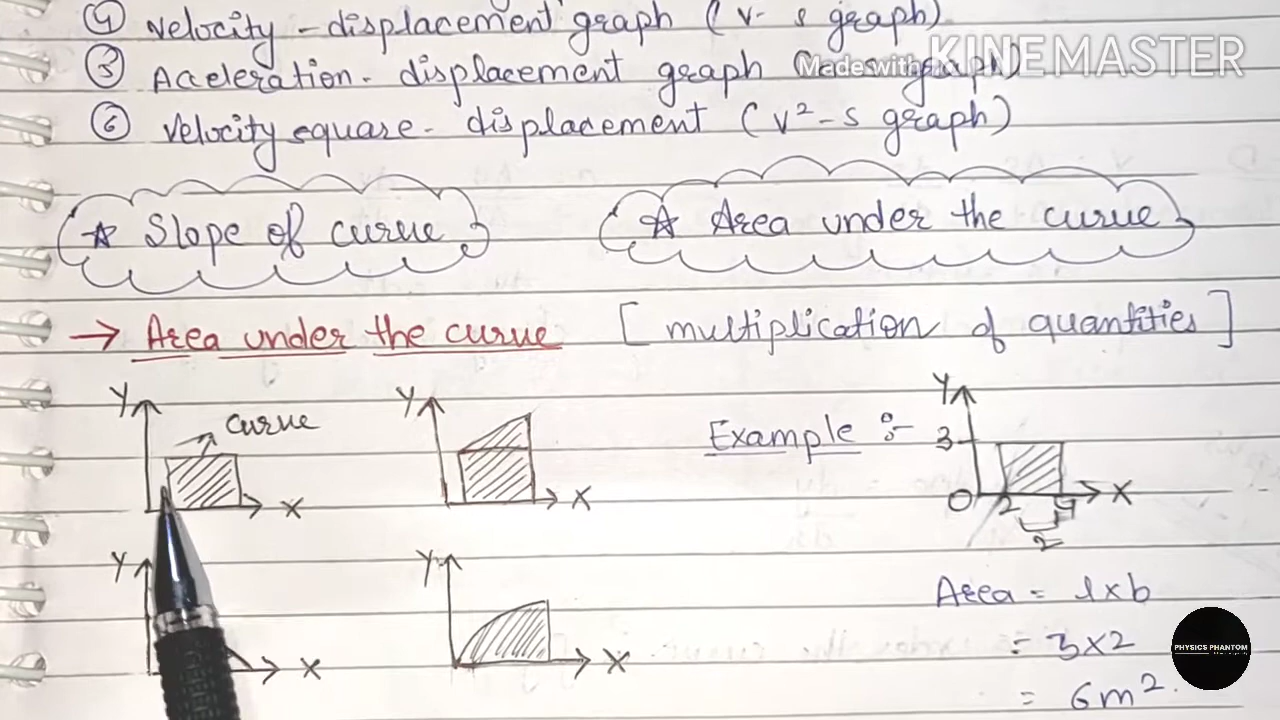 ④ Velocity - displacement graph (v- s graph)
⑤ Acceleration - displacement graph graph)
Made with KINEMASTER
⑥ Velocity square - displacement (v² - s graph)
☆ Slope of curve
☆ Area under the curve
→ Area under the curve [multiplication of quantities]
Y curve X
Y X
Example :-
Y 3 O 2 4 X
2
Y X
Y X
Area = l×b
= 3×2
= 6m².
PHYSICS PHANTOM